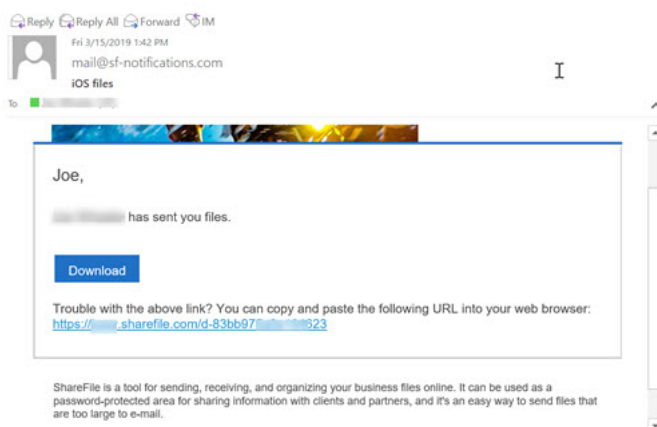 Reply Reply All Forward IM
Fri 3/15/2019 1:42 PM
mail@sf-notifications.com
iOS files
To
Joe,
has sent you files.
Download
Trouble with the above link? You can copy and paste the following URL into your web browser:
https:// .sharefile.com/d-83bb97 623
ShareFile is a tool for sending, receiving, and organizing your business files online. It can be used as a
password-protected area for sharing information with clients and partners, and it's an easy way to send files that
are too large to e-mail.